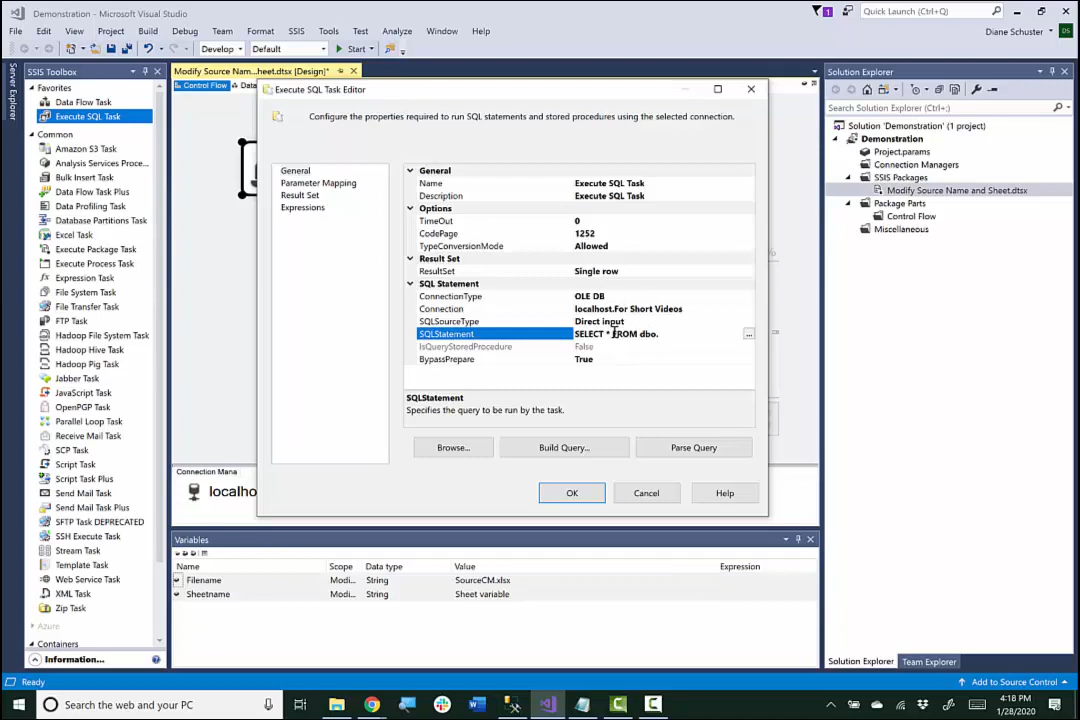 Demonstration - Microsoft Visual Studio
1
Quick Launch (Ctrl+Q)
File Edit View Project Build Debug Team Format SSIS Tools Test Analyze Window Help
Diane Schuster
DS
Develop Default Start
Server Explorer
SSIS Toolbox
Favorites
Data Flow Task
Execute SQL Task
Common
Amazon S3 Task
Analysis Services Proce...
Bulk Insert Task
Data Flow Task Plus
Data Profiling Task
Database Partitions Task
Excel Task
Execute Package Task
Execute Process Task
Expression Task
File System Task
File Transfer Task
FTP Task
Hadoop File System Task
Hadoop Hive Task
Hadoop Pig Task
Jabber Task
JavaScript Task
OpenPGP Task
Parallel Loop Task
Receive Mail Task
SCP Task
Script Task
Script Task Plus
Send Mail Task
Send Mail Task Plus
SFTP Task DEPRECATED
SSH Execute Task
Stream Task
Template Task
Web Service Task
XML Task
Zip Task
Azure
Containers
Information...
Modify Source Nam...heet.dtsx [Design]*
Control Flow
Data
Execute SQL Task Editor
Configure the properties required to run SQL statements and stored procedures using the selected connection.
General
Parameter Mapping
Result Set
Expressions
General
Name Execute SQL Task
Description Execute SQL Task
Options
TimeOut 0
CodePage 1252
TypeConversionMode Allowed
Result Set
ResultSet Single row
SQL Statement
ConnectionType OLE DB
Connection localhost.For Short Videos
SQLSourceType Direct input
SQLStatement SELECT * FROM dbo. ...
IsQueryStoredProcedure False
BypassPrepare True
SQLStatement
Specifies the query to be run by the task.
Browse... Build Query... Parse Query
OK Cancel Help
Connection Mana
localho
Variables
Name Scope Data type Value Expression
Filename Modi... String SourceCM.xlsx
Sheetname Modi... String Sheet variable
Solution Explorer
Search Solution Explorer (Ctrl+;)
Solution 'Demonstration' (1 project)
Demonstration
Project.params
Connection Managers
SSIS Packages
Modify Source Name and Sheet.dtsx
Package Parts
Control Flow
Miscellaneous
Solution Explorer Team Explorer
Ready
Add to Source Control
Search the web and your PC
4:18 PM
1/28/2020